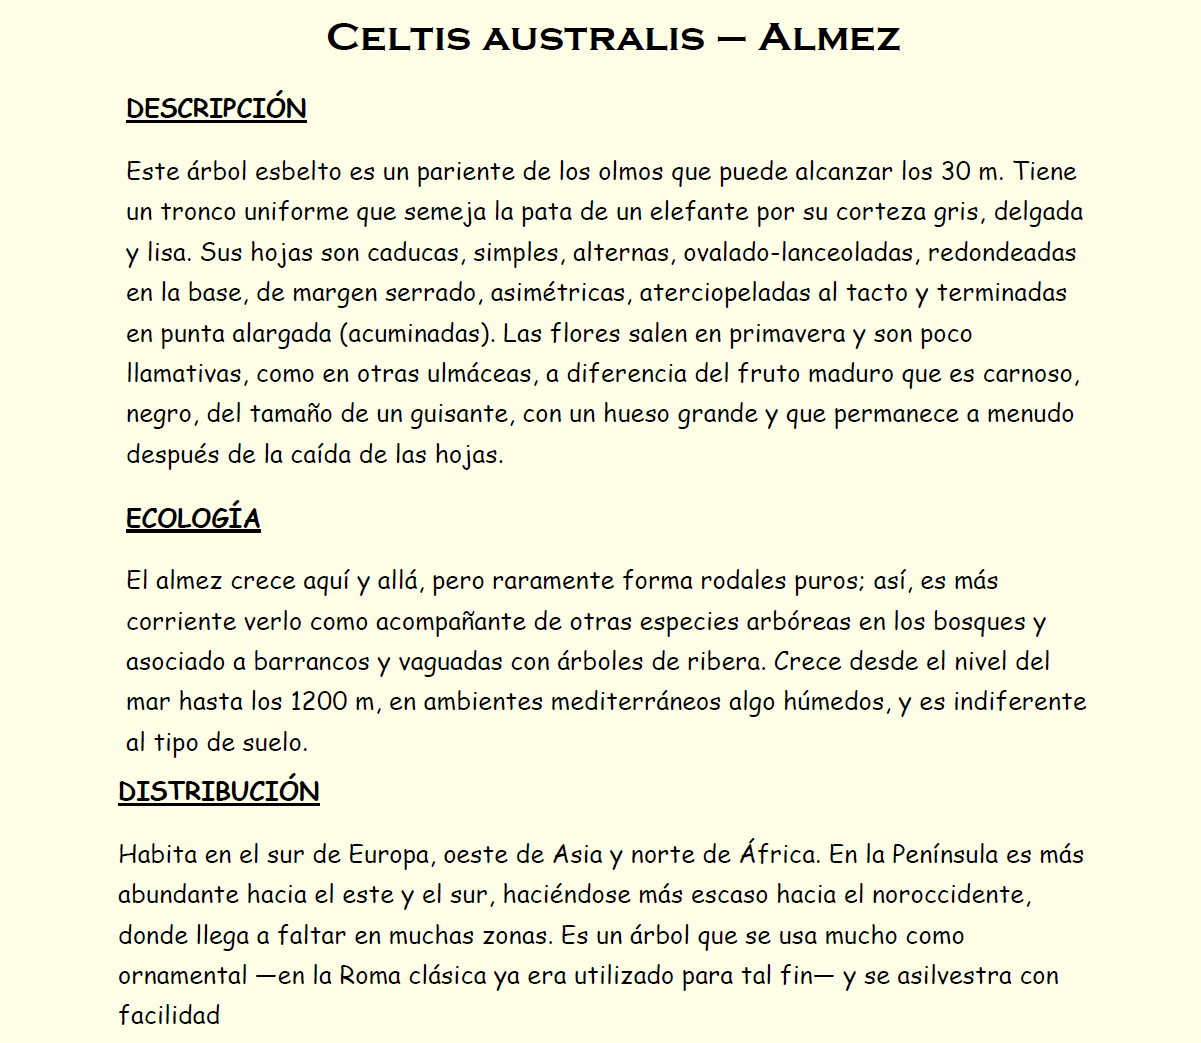 Celtis australis – Almez
DESCRIPCIÓN
Este árbol esbelto es un pariente de los olmos que puede alcanzar los 30 m. Tiene
un tronco uniforme que semeja la pata de un elefante por su corteza gris, delgada
y lisa. Sus hojas son caducas, simples, alternas, ovalado-lanceoladas, redondeadas
en la base, de margen serrado, asimétricas, aterciopeladas al tacto y terminadas
en punta alargada (acuminadas). Las flores salen en primavera y son poco
llamativas, como en otras ulmáceas, a diferencia del fruto maduro que es carnoso,
negro, del tamaño de un guisante, con un hueso grande y que permanece a menudo
después de la caída de las hojas.
ECOLOGÍA
El almez crece aquí y allá, pero raramente forma rodales puros; así, es más
corriente verlo como acompañante de otras especies arbóreas en los bosques y
asociado a barrancos y vaguadas con árboles de ribera. Crece desde el nivel del
mar hasta los 1200 m, en ambientes mediterráneos algo húmedos, y es indiferente
al tipo de suelo.
DISTRIBUCIÓN
Habita en el sur de Europa, oeste de Asia y norte de África. En la Península es más
abundante hacia el este y el sur, haciéndose más escaso hacia el noroccidente,
donde llega a faltar en muchas zonas. Es un árbol que se usa mucho como
ornamental —en la Roma clásica ya era utilizado para tal fin— y se asilvestra con
facilidad